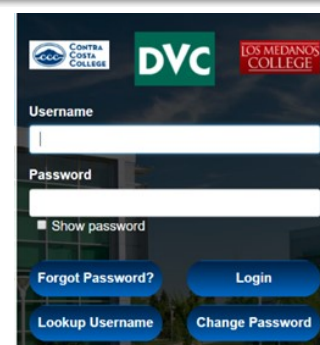 CONTRA
COSTA
COLLEGE
DVC
LOS MEDANOS
COLLEGE
Username
Password
Show password
Forgot Password? Login
Lookup Username Change Password